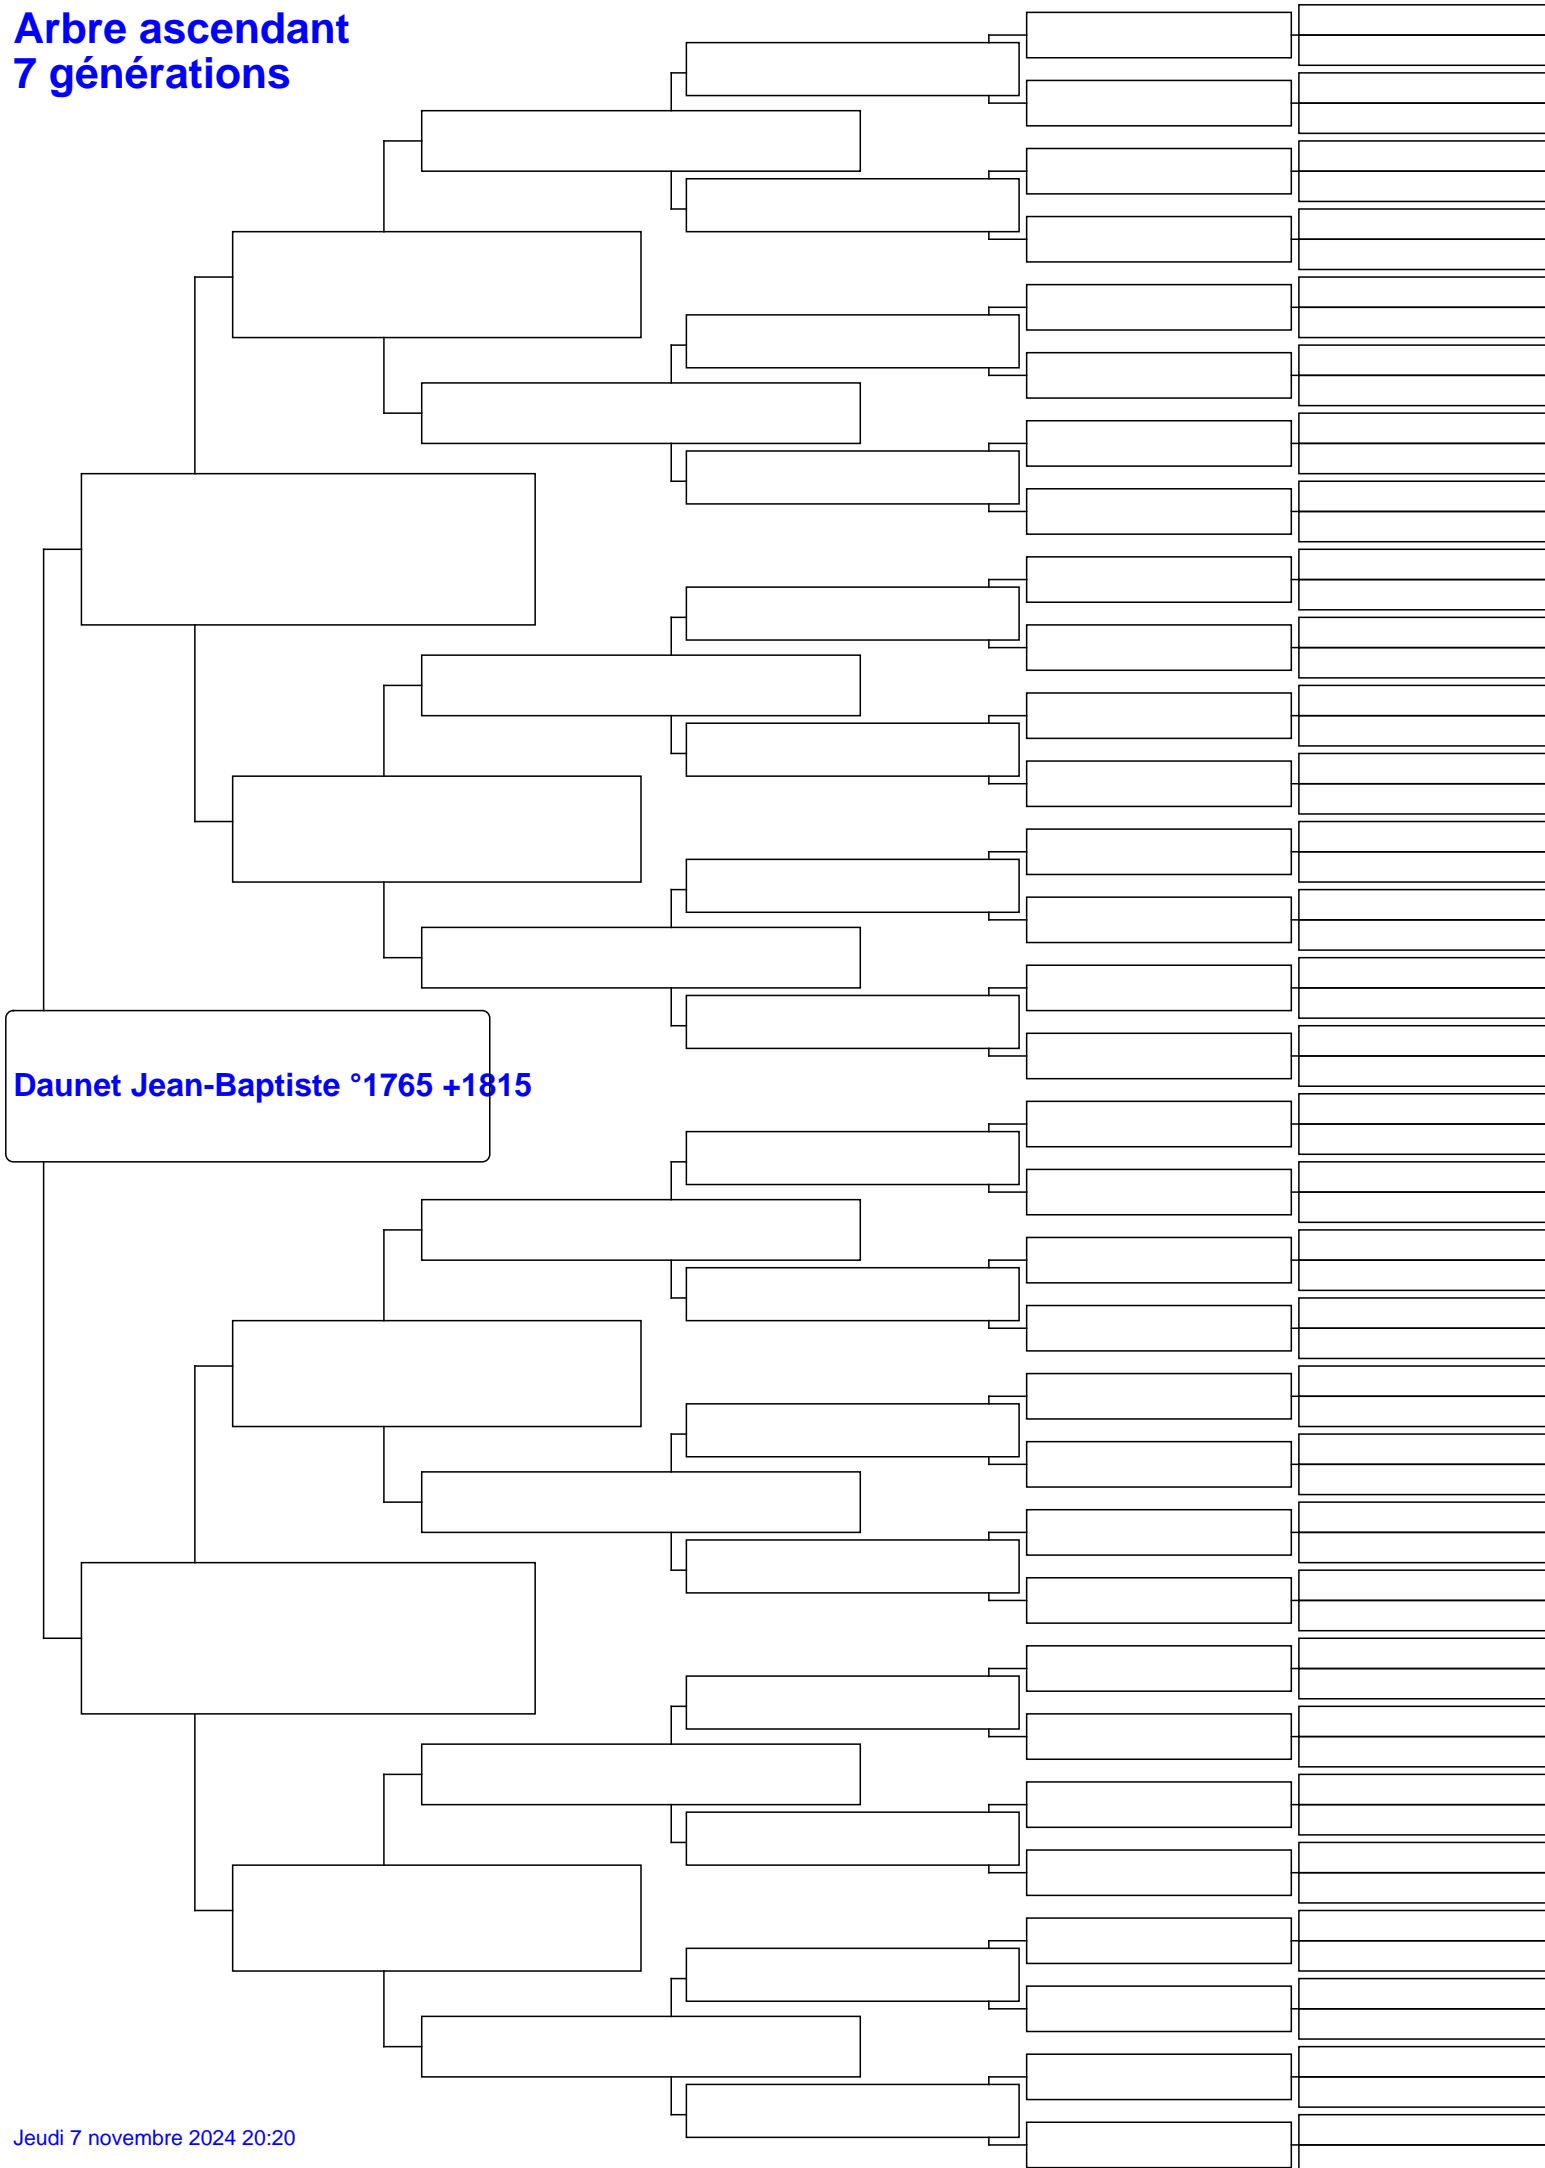 Arbre ascendant
7 générations
Daunet Jean-Baptiste °1765 +1815
Jeudi 7 novembre 2024 20:20